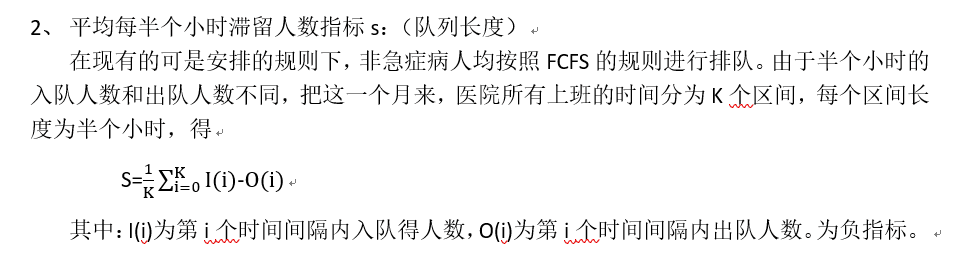 2、 平均每半个小时滞留人数指标 s：（队列长度）
在现有的可是安排的规则下，非急症病人均按照 FCFS 的规则进行排队。由于半个小时的
入队人数和出队人数不同，把这一个月来，医院所有上班的时间分为 K 个区间，每个区间长
度为半个小时，得
S=\frac{1}{K}∑_{i=0}^{K} I(i)-O(i)
其中：I(i)为第 i 个时间间隔内入队得人数，O(i)为第 i 个时间间隔内出队人数。为负指标。